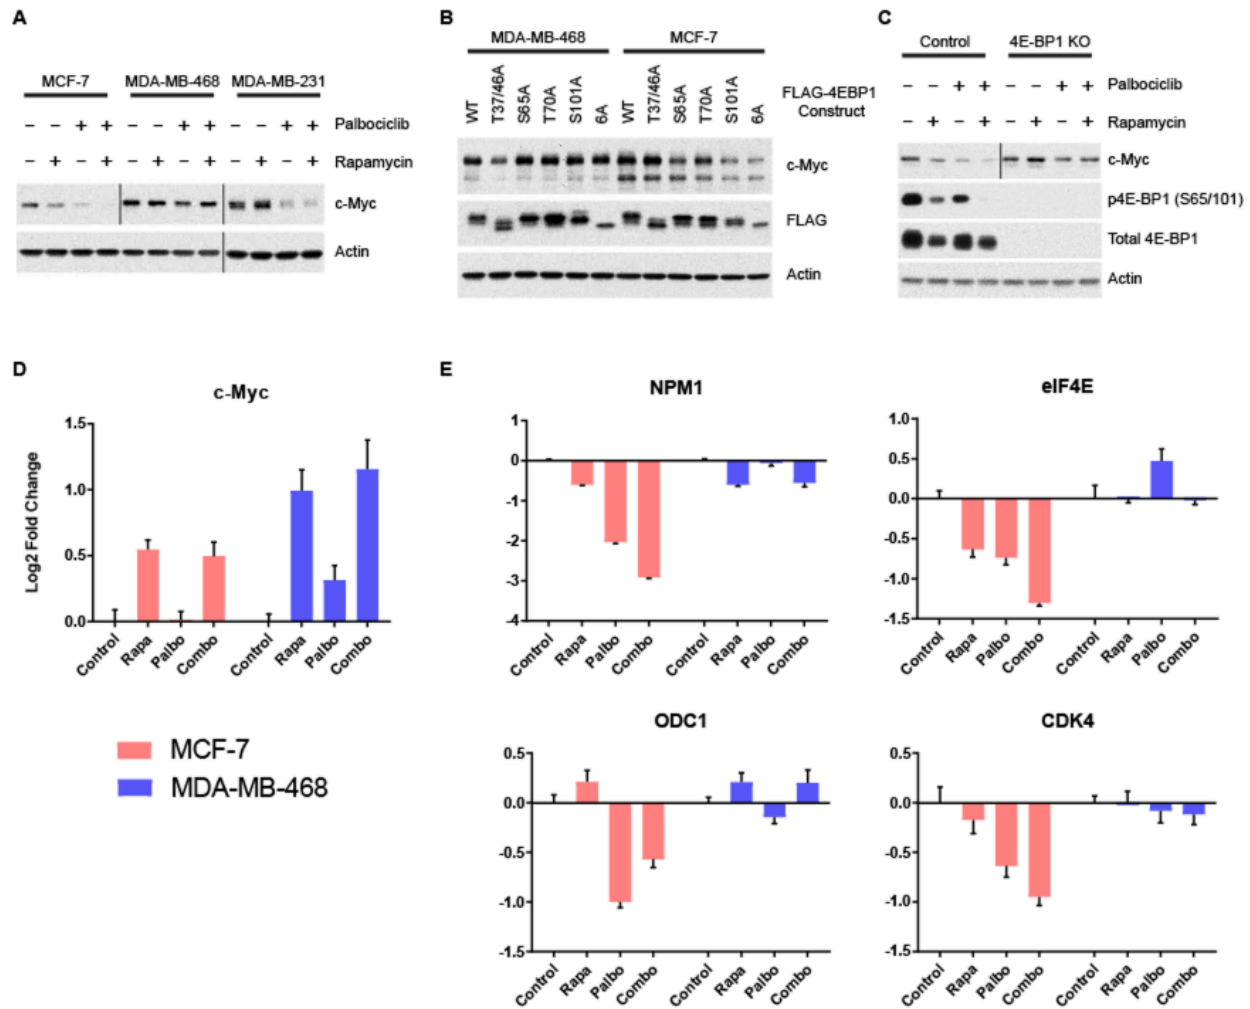 A
MCF-7 MDA-MB-468 MDA-MB-231
– – + + – – + + – – + + Palbociclib
– + – + – + – + – + – + Rapamycin
c-Myc
Actin
B
MDA-MB-468 MCF-7
WT T37/46A S65A T70A S101A 6A WT T37/46A S65A T70A S101A 6A
FLAG-4EBP1
Construct
c-Myc
FLAG
Actin
C
Control 4E-BP1 KO
– – + + – – + + Palbociclib
– + – + – + – + Rapamycin
c-Myc
p4E-BP1 (S65/101)
Total 4E-BP1
Actin
D
c-Myc
Log2 Fold Change
1.5
1.0
0.5
0.0
Control Rapa Palbo Combo Control Rapa Palbo Combo
MCF-7
MDA-MB-468
E
NPM1
1
0
-1
-2
-3
-4
Control Rapa Palbo Combo Control Rapa Palbo Combo
eIF4E
1.0
0.5
0.0
-0.5
-1.0
-1.5
Control Rapa Palbo Combo Control Rapa Palbo Combo
ODC1
0.5
0.0
-0.5
-1.0
-1.5
Control Rapa Palbo Combo Control Rapa Palbo Combo
CDK4
0.5
0.0
-0.5
-1.0
-1.5
Control Rapa Palbo Combo Control Rapa Palbo Combo